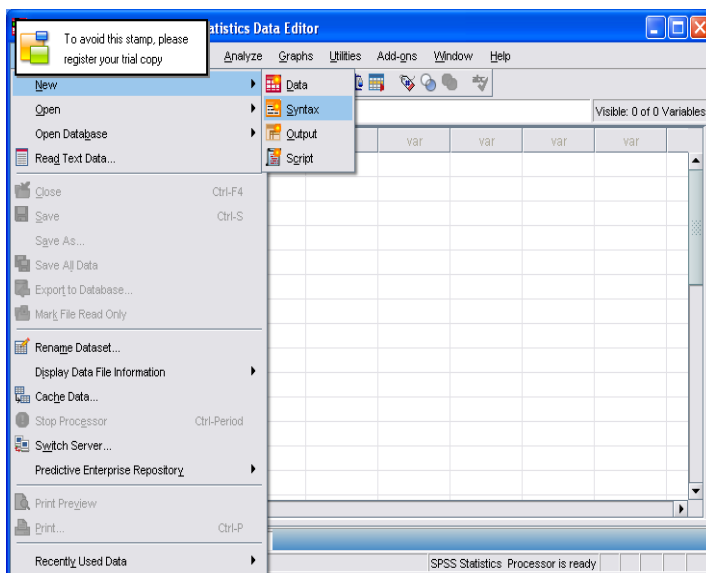 To avoid this stamp, please
register your trial copy
atistics Data Editor
Analyze Graphs Utilities Add-ons Window Help
New
Data
Open
Syntax
Visible: 0 of 0 Variables
Open Database
Output
var var var var
Read Text Data...
Script
Close Ctrl-F4
Save Ctrl-S
Save As...
Save All Data
Export to Database...
Mark File Read Only
Rename Dataset...
Display Data File Information
Cache Data...
Stop Processor Ctrl-Period
Switch Server...
Predictive Enterprise Repository
Print Preview
Print... Ctrl-P
Recently Used Data
SPSS Statistics Processor is ready